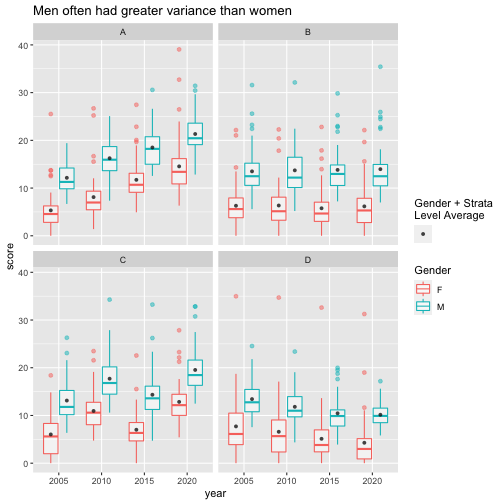 Men often had greater variance than women
A
B
40
30
20
10
0
C
D
40
30
20
10
0
2005
2010
2015
2020
2005
2010
2015
2020
year
score
Gender + Strata
Level Average
Gender
F
M